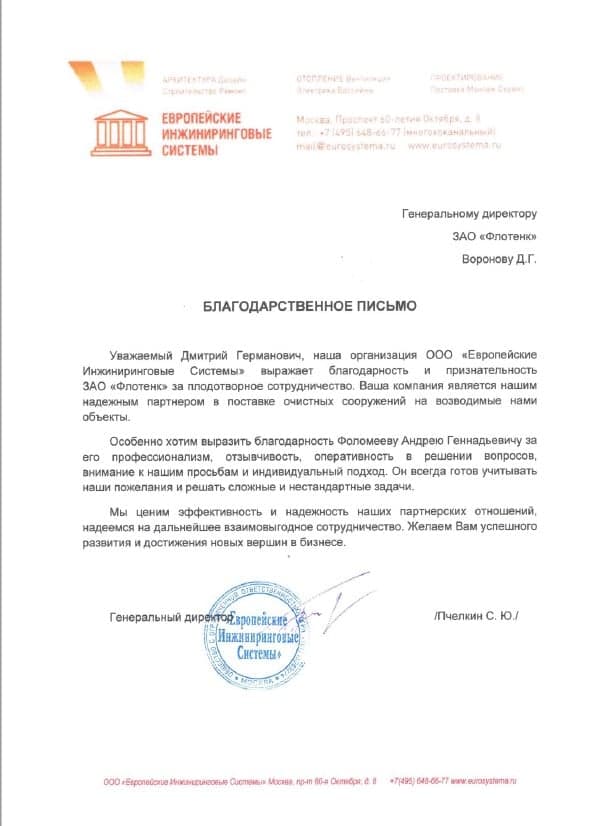 АРХИТЕКТУРА Дизайн
Строительство Ремонт
ОТОПЛЕНИЕ Вентиляция
Электрика Бассейны
ПРОЕКТИРОВАНИЕ
Поставка Монтаж Сервис
ЕВРОПЕЙСКИЕ
ИНЖИНИРИНГОВЫЕ
СИСТЕМЫ
Москва, Проспект 60-летия Октября, д. 8
тел.: +7 (495) 648-66-77 (многоканальный)
mail@eurosystema.ru www.eurosystema.ru
Генеральному директору
ЗАО «Флотенк»
Воронову Д.Г.
БЛАГОДАРСТВЕННОЕ ПИСЬМО
Уважаемый Дмитрий Германович, наша организация ООО «Европейские
Инжиниринговые Системы» выражает благодарность и признательность
ЗАО «Флотенк» за плодотворное сотрудничество. Ваша компания является нашим
надежным партнером в поставке очистных сооружений на возводимые нами
объекты.
Особенно хотим выразить благодарность Фоломееву Андрею Геннадьевичу за
его профессионализм, отзывчивость, оперативность в решении вопросов,
внимание к нашим просьбам и индивидуальный подход. Он всегда готов учитывать
наши пожелания и решать сложные и нестандартные задачи.
Мы ценим эффективность и надежность наших партнерских отношений,
надеемся на дальнейшее взаимовыгодное сотрудничество. Желаем Вам успешного
развития и достижения новых вершин в бизнесе.
Генеральный директор
/Пчелкин С. Ю./
С ОГРАНИЧЕННОЙ ОТВЕТСТВЕННОСТЬЮ
«Европейские
Инжиниринговые
Системы»
МОСКВА
ООО «Европейские Инжиниринговые Системы» Москва, пр-т 60-я Октября, д. 8 +7(495) 648-66-77 www.eurosystema.ru